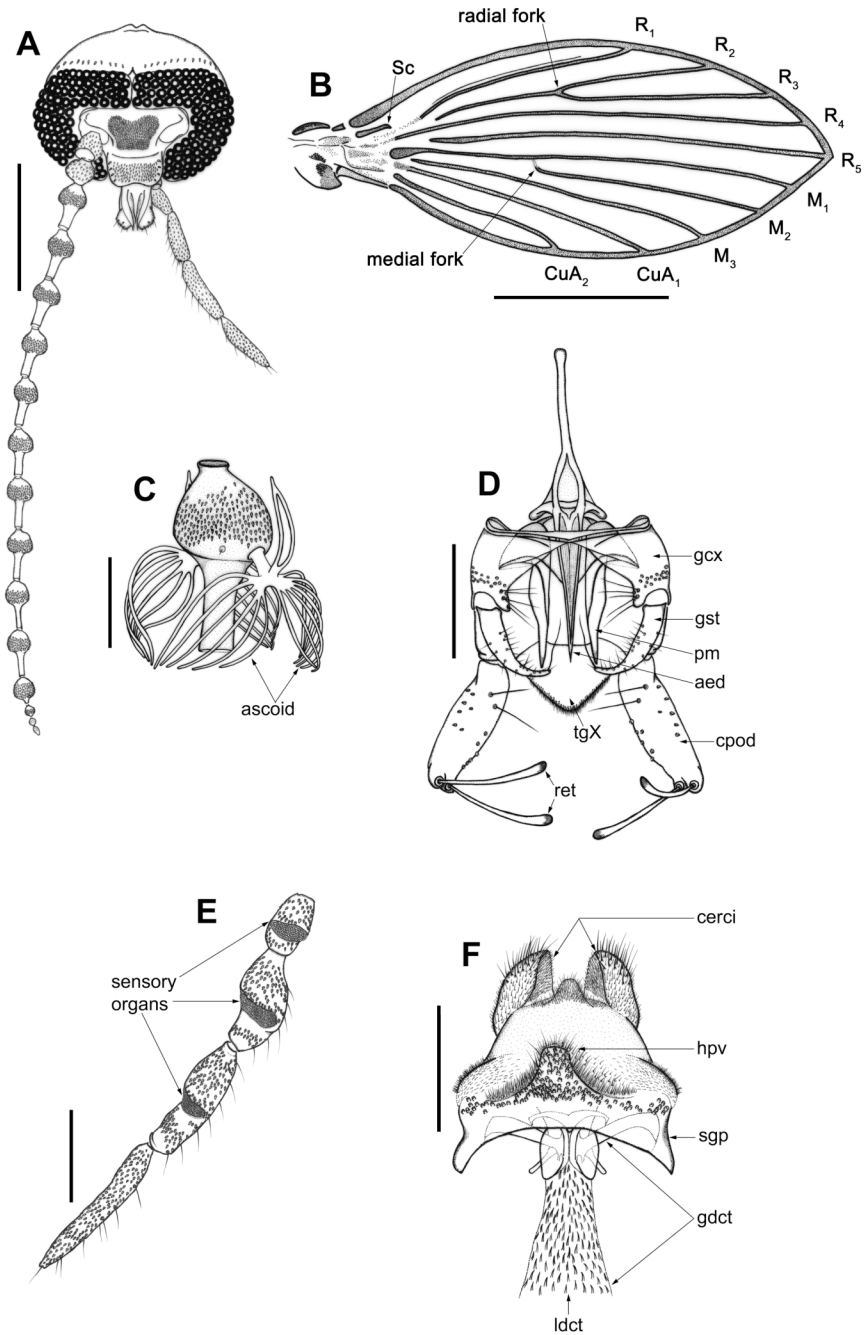 A
B
radial fork
Sc
R1
R2
R3
R4
R5
M1
M2
M3
CuA1
CuA2
medial fork
C
ascoid
D
gcx
gst
pm
aed
tgX
cpod
ret
E
sensory
organs
F
cerci
hpv
sgp
gdct
ldct